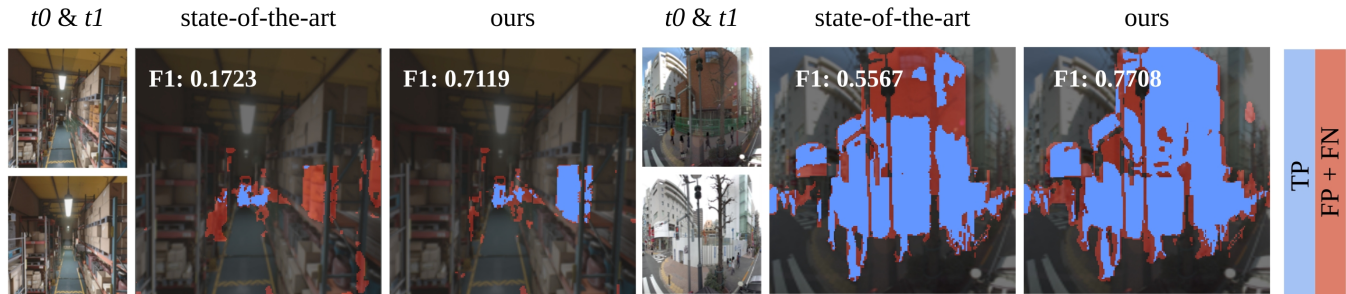 t0 & t1
state-of-the-art
ours
t0 & t1
state-of-the-art
ours
F1: 0.1723
F1: 0.7119
F1: 0.5567
F1: 0.7708
TP
FP + FN